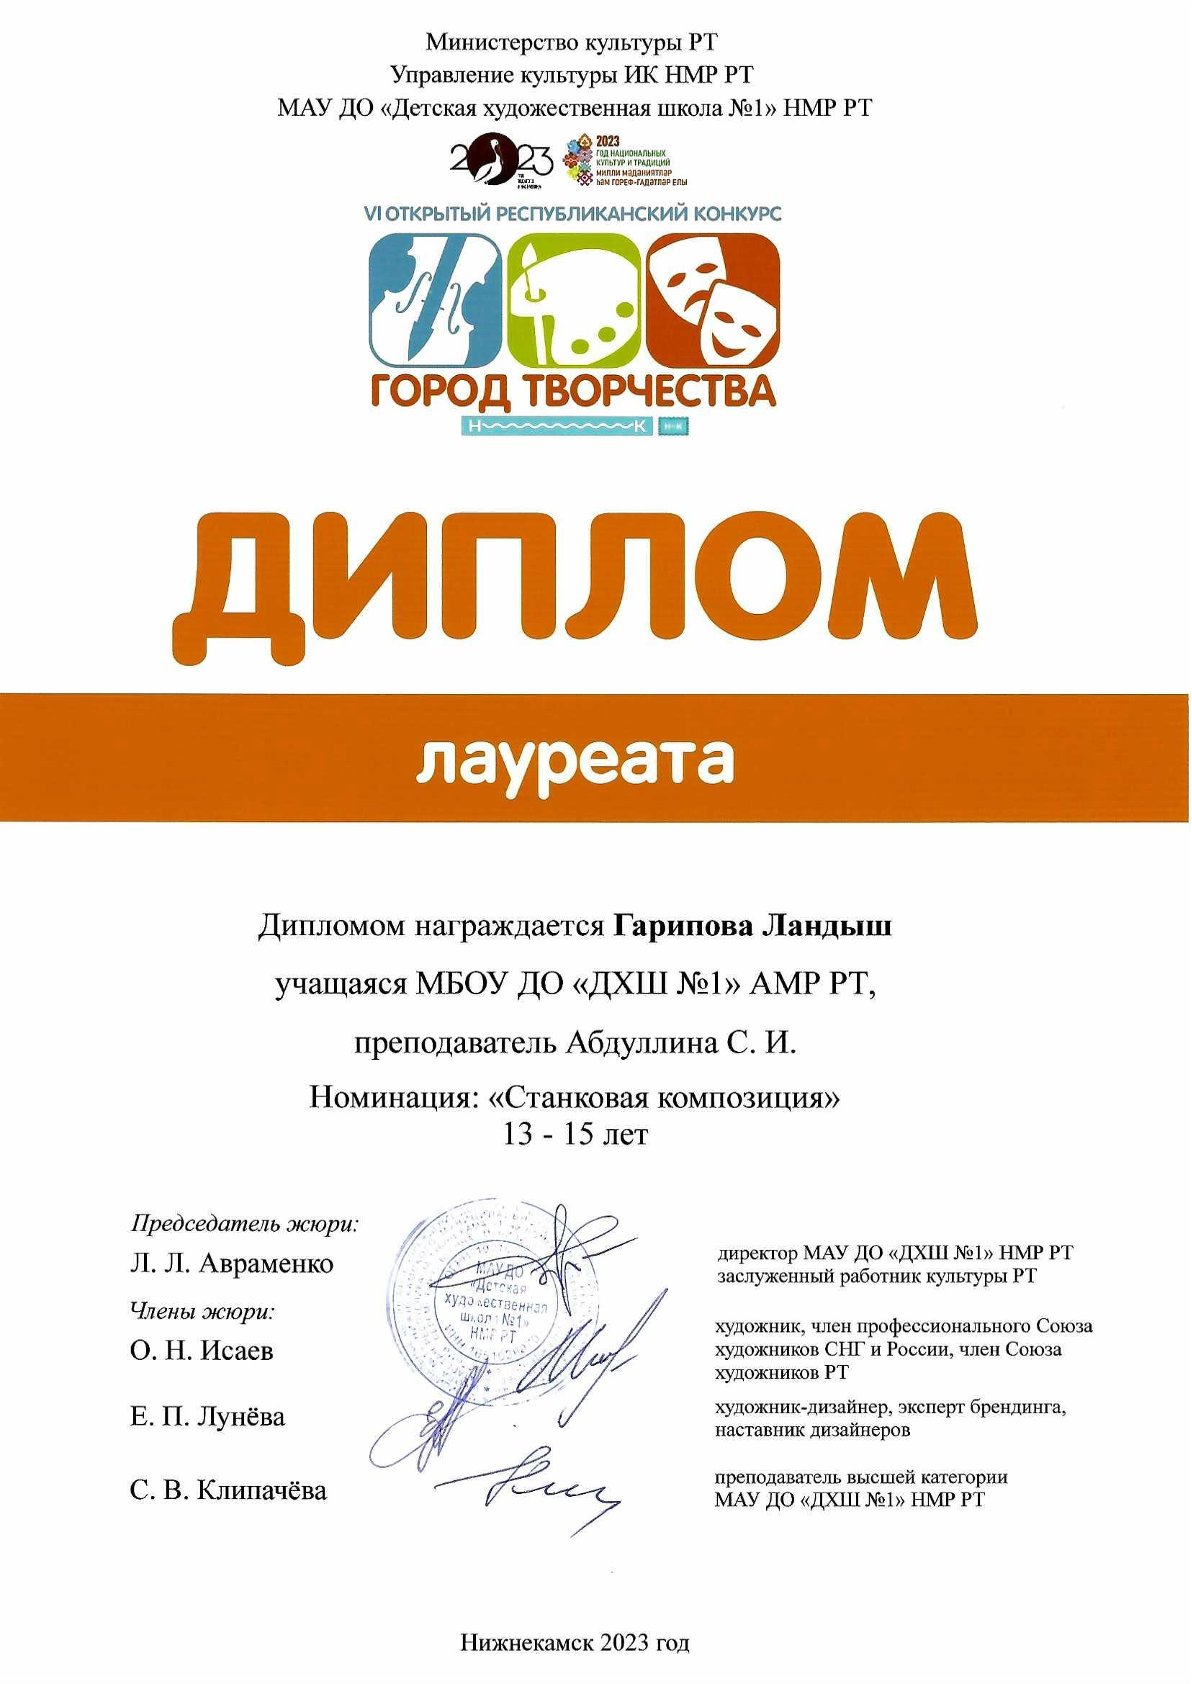 Министерство культуры РТ
Управление культуры ИК НМР РТ
МАУ ДО «Детская художественная школа №1» НМР РТ
2023
2023
ГОД НАЦИОНАЛЬНЫХ
КУЛЬТУР И ТРАДИЦИЙ
МИЛЛИ МӘДӘНИЯТЛӘР
ҺӘМ ГОРЕФ-ГАДӘТЛӘР ЕЛЫ
VI ОТКРЫТЫЙ РЕСПУБЛИКАНСКИЙ КОНКУРС
ГОРОД ТВОРЧЕСТВА
Н К Н К
ДИПЛОМ
лауреата
Дипломом награждается Гарипова Ландыш
учащаяся МБОУ ДО «ДХШ №1» АМР РТ,
преподаватель Абдуллина С. И.
Номинация: «Станковая композиция»
13 - 15 лет
Председатель жюри:
Л. Л. Авраменко
директор МАУ ДО «ДХШ №1» НМР РТ
заслуженный работник культуры РТ
Члены жюри:
О. Н. Исаев
художник, член профессионального Союза
художников СНГ и России, член Союза
художников РТ
Е. П. Лунёва
художник-дизайнер, эксперт брендинга,
наставник дизайнеров
С. В. Клипачёва
преподаватель высшей категории
МАУ ДО «ДХШ №1» НМР РТ
МАУ ДО
«Детская
художественная
школа №1»
НМР РТ
Нижнекамск 2023 год